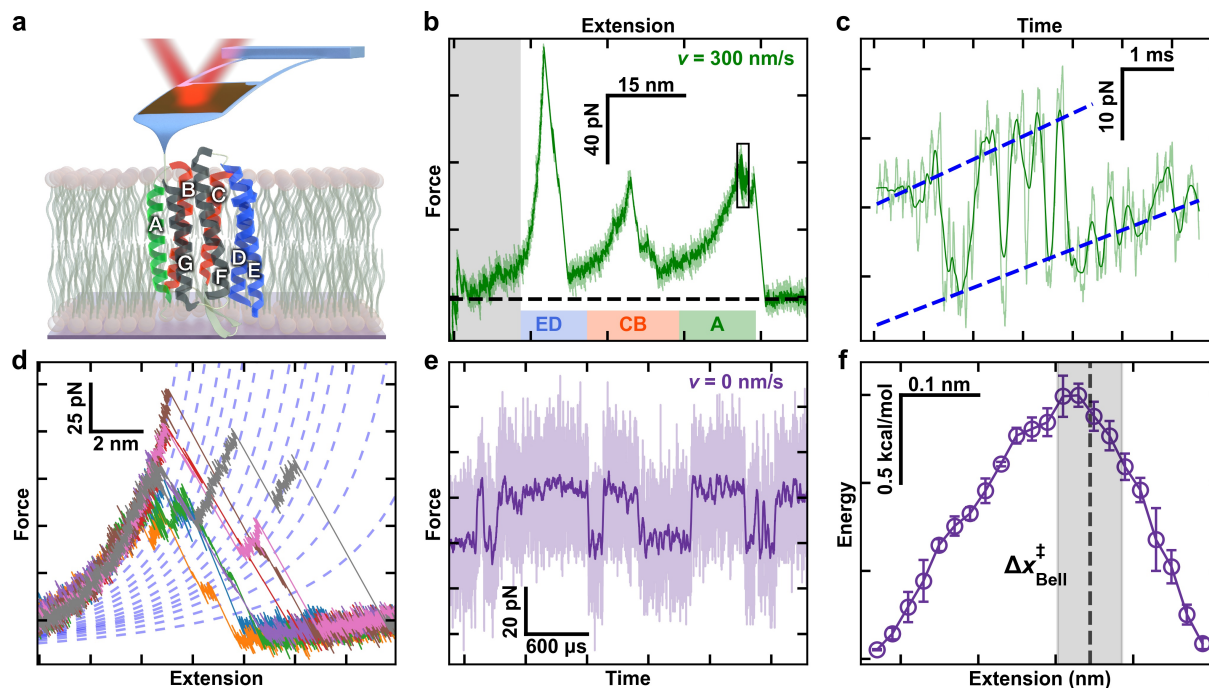 a
A
B
C
G
F
D
E
b
Extension
v = 300 nm/s
15 nm
40 pN
Force
ED
CB
A
c
Time
1 ms
10 pN
d
25 pN
2 nm
Force
Extension
e
v = 0 nm/s
Force
20 pN
600 µs
Time
f
0.1 nm
0.5 kcal/mol
Energy
Δx‡Bell
Extension (nm)